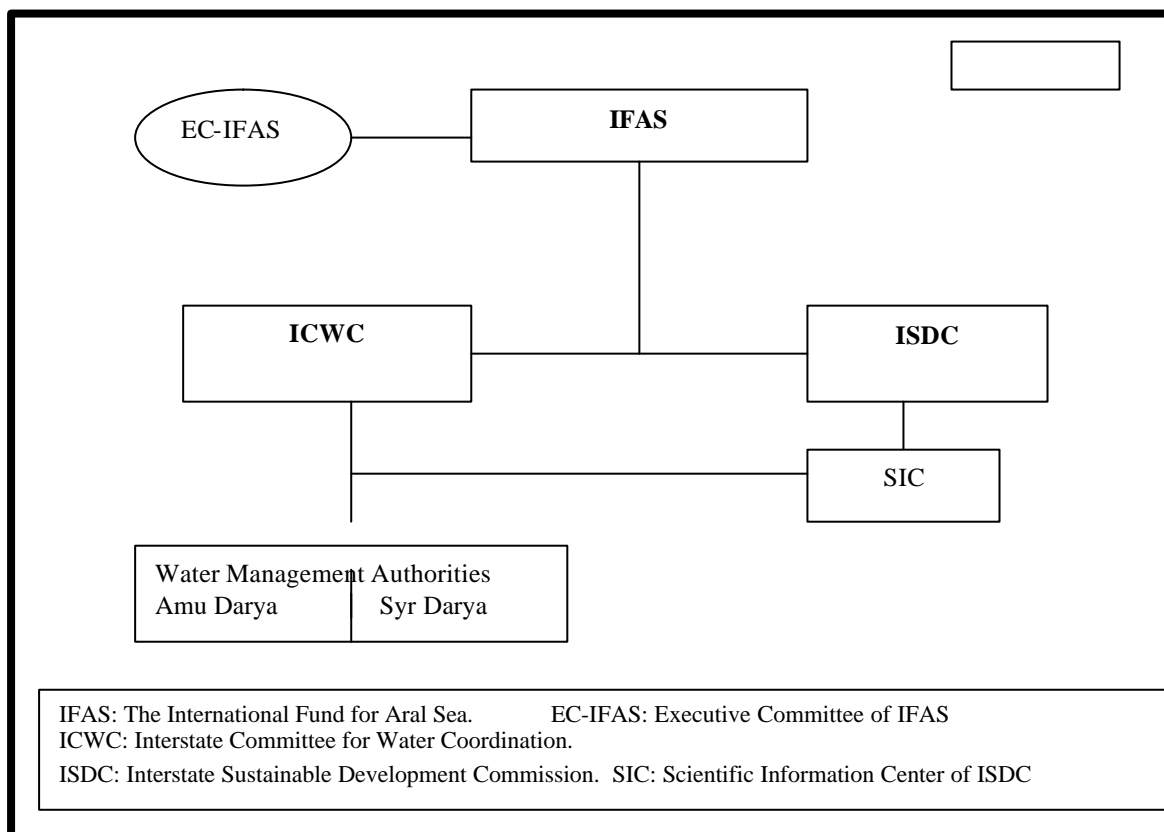 EC-IFAS
IFAS
ICWC
ISDC
SIC
Water Management Authorities
Amu Darya Syr Darya
IFAS: The International Fund for Aral Sea. EC-IFAS: Executive Committee of IFAS
ICWC: Interstate Committee for Water Coordination.
ISDC: Interstate Sustainable Development Commission. SIC: Scientific Information Center of ISDC